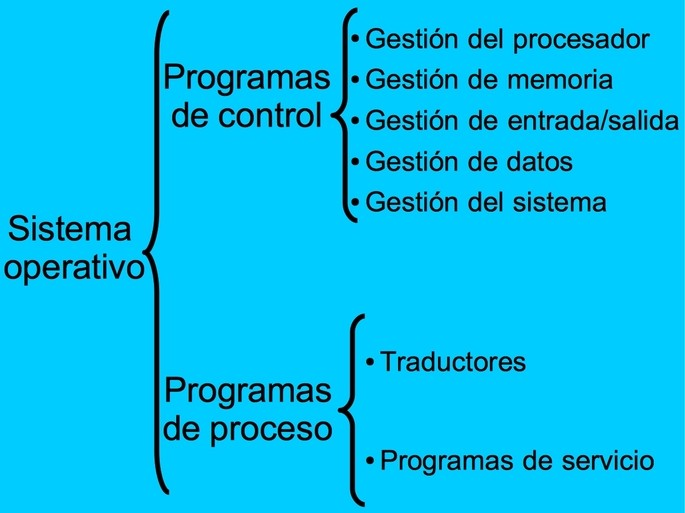 Sistema
operativo
Programas
de control
• Gestión del procesador
• Gestión de memoria
• Gestión de entrada/salida
• Gestión de datos
• Gestión del sistema
Programas
de proceso
• Traductores
• Programas de servicio